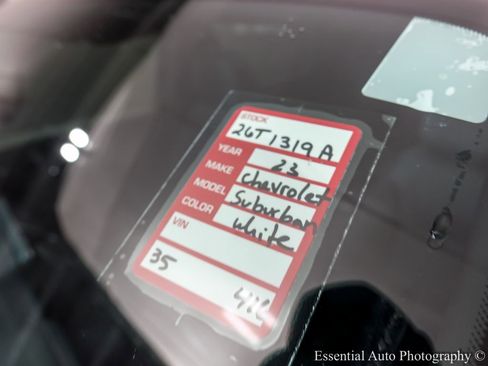 STOCK
26T1319A
YEAR 23
MAKE Chevrolet
MODEL Suburban
COLOR white
VIN
35
Essential Auto Photography ©